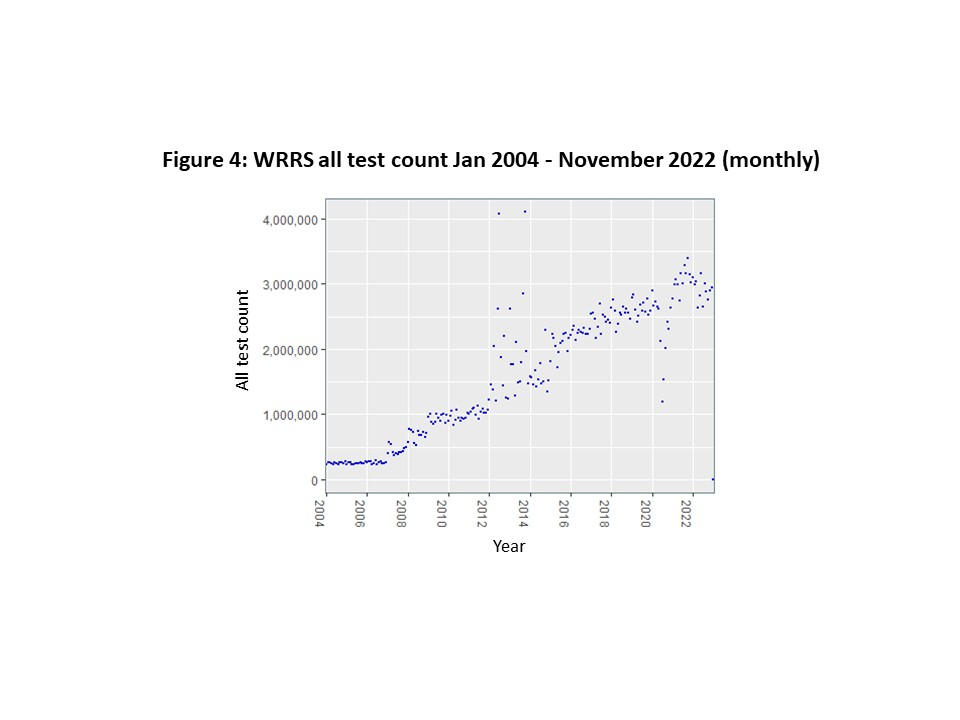 Figure 4: WRRS all test count Jan 2004 - November 2022 (monthly)
4,000,000
3,000,000
2,000,000
1,000,000
0
All test count
2004 2006 2008 2010 2012 2014 2016 2018 2020 2022
Year